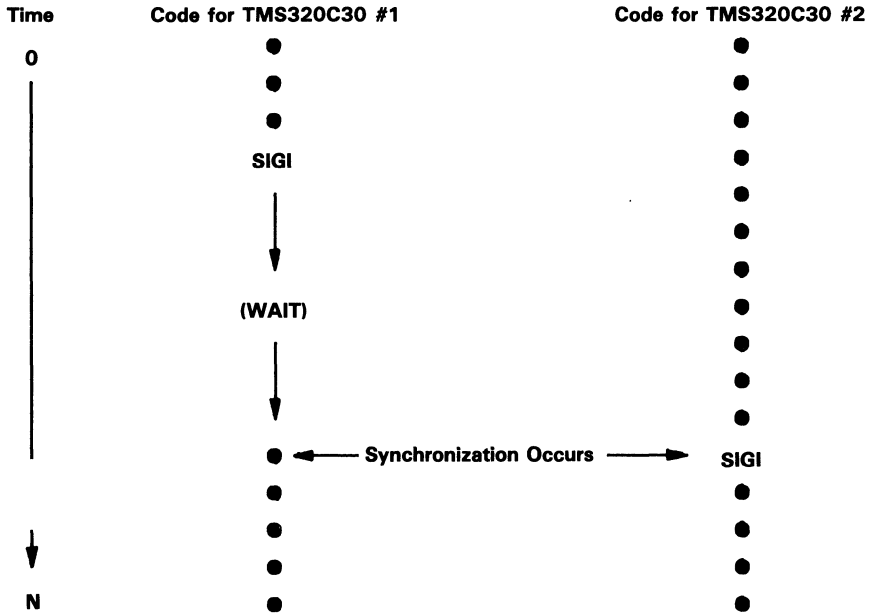 Time Code for TMS320C30 #1 Code for TMS320C30 #2
0
SIGI
(WAIT)
Synchronization Occurs SIGI
N